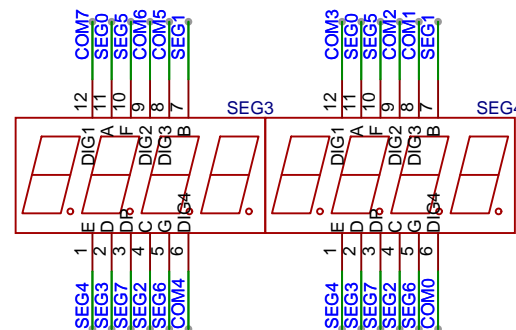 COM7 SEG0 SEG5 COM6 COM5 SEG1
COM3 SEG0 SEG5 COM2 COM1 SEG1
12 11 10 9 8 7
12 11 10 9 8 7
SEG3
SEG4
DIG1 A F DIG2 DIG3 B
DIG1 A F DIG2 DIG3 B
E D DP C G DIG4
E D DP C G DIG4
1 2 3 4 5 6
1 2 3 4 5 6
SEG4 SEG3 SEG7 SEG2 SEG6 COM4
SEG4 SEG3 SEG7 SEG2 SEG6 COM0